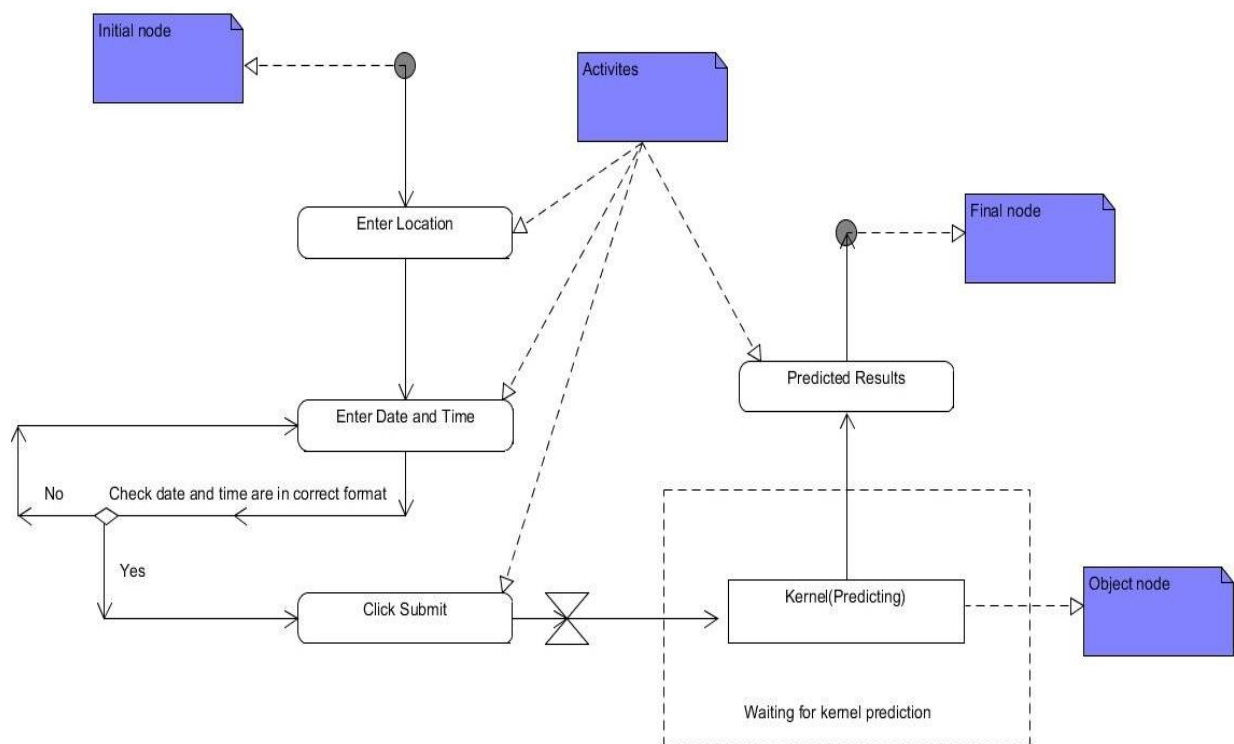 Initial node
Activites
Enter Location
Final node
Predicted Results
Enter Date and Time
No
Check date and time are in correct format
Yes
Click Submit
Kernel(Predicting)
Object node
Waiting for kernel prediction